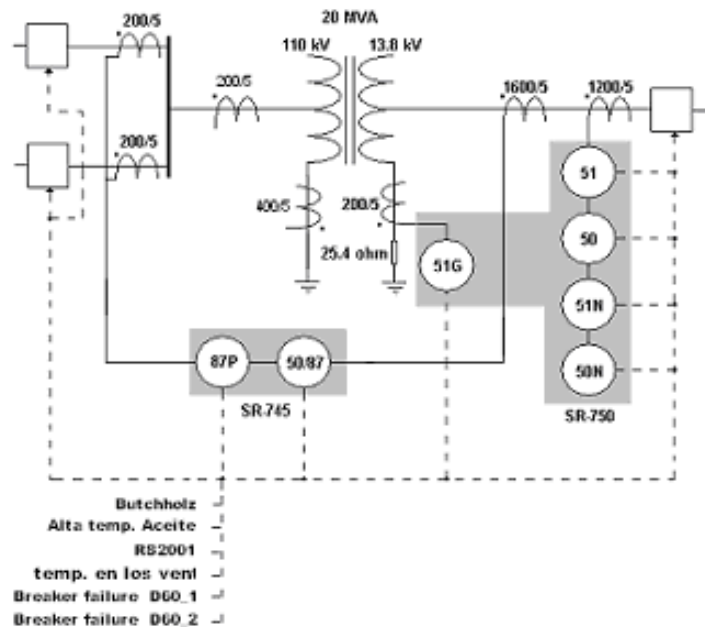 20 MVA
200/5
110 kV
13.8 kV
200/5
1600/5
1200/5
200/5
51
400/5
200/5
50
25.4 ohm
51G
51N
87P
50/87
50N
SR-745
SR-750
Butchholz
Alta temp. Aceite
RS2001
temp. en los vent
Breaker failure D60_1
Breaker failure D60_2